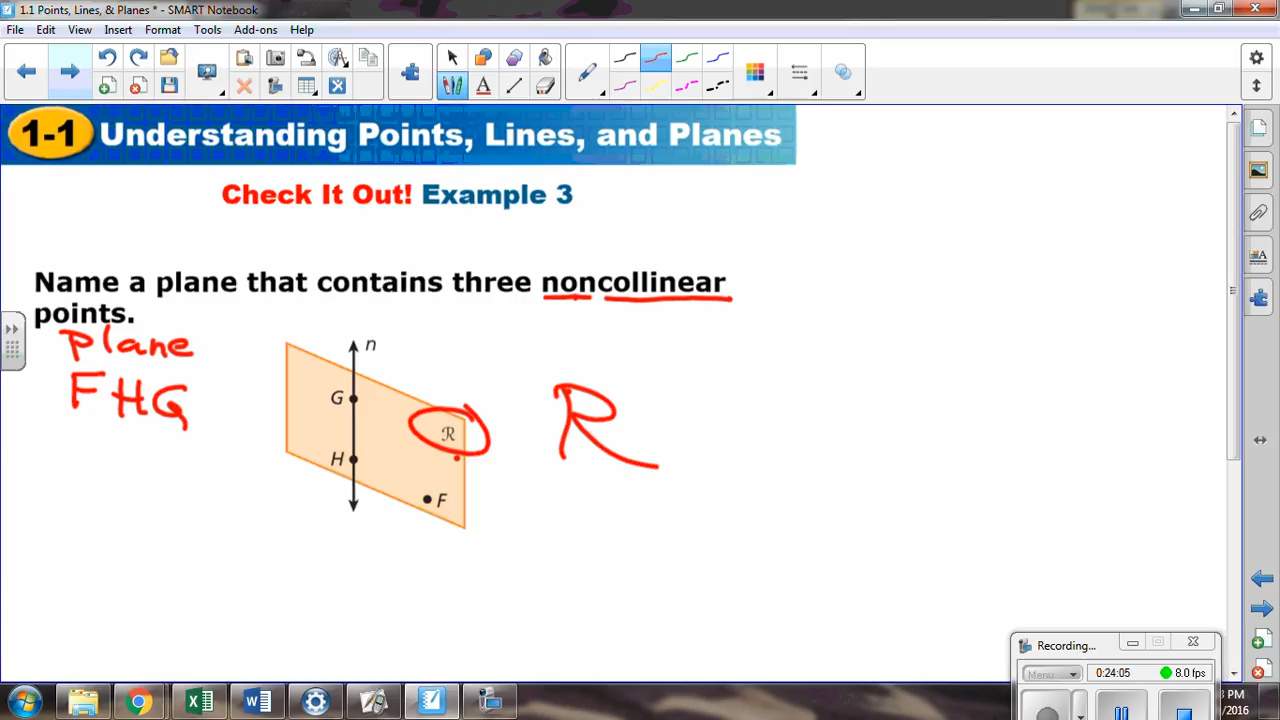 1.1 Points, Lines, & Planes * - SMART Notebook
File Edit View Insert Format Tools Add-ons Help
1-1 Understanding Points, Lines, and Planes
Check It Out! Example 3
Name a plane that contains three noncollinear
points.
plane
FHG
n
G
ℛ
R
H
F
Recording...
Menu
0:24:05
8.0 fps
PM
/2016